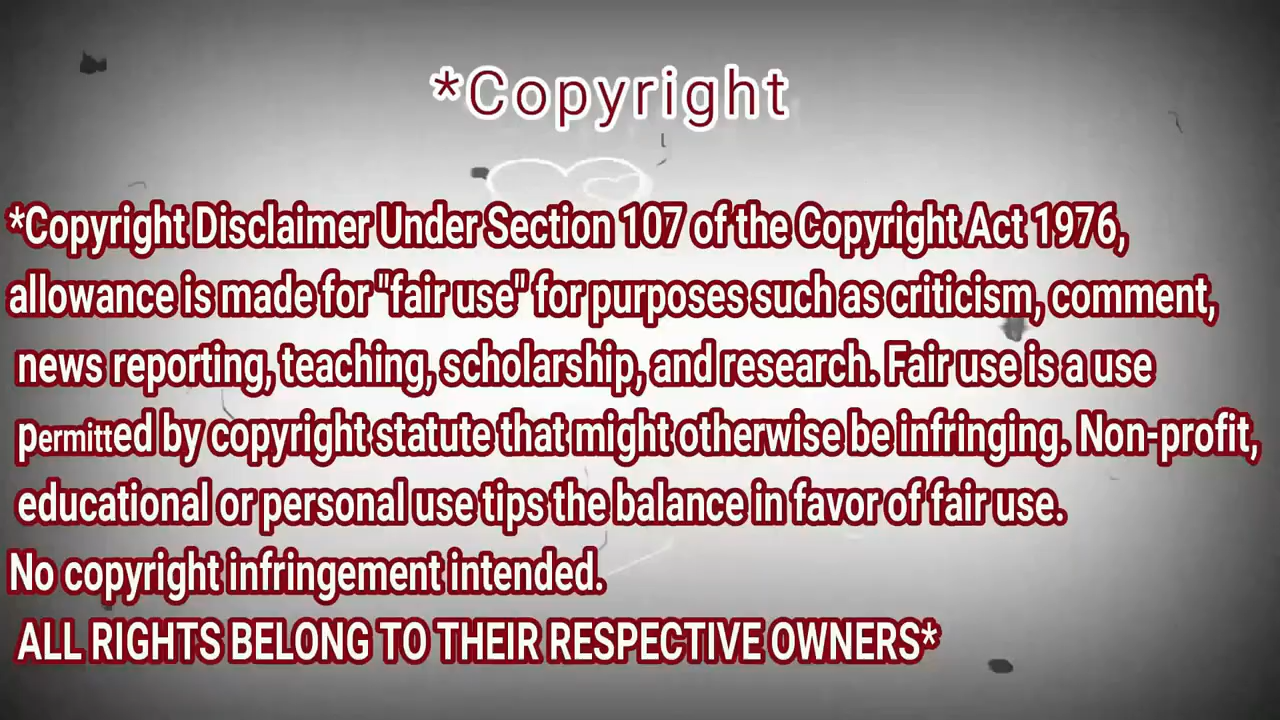 *Copyright
*Copyright Disclaimer Under Section 107 of the Copyright Act 1976,
allowance is made for "fair use" for purposes such as criticism, comment,
news reporting, teaching, scholarship, and research. Fair use is a use
permitted by copyright statute that might otherwise be infringing. Non-profit,
educational or personal use tips the balance in favor of fair use.
No copyright infringement intended.
ALL RIGHTS BELONG TO THEIR RESPECTIVE OWNERS*